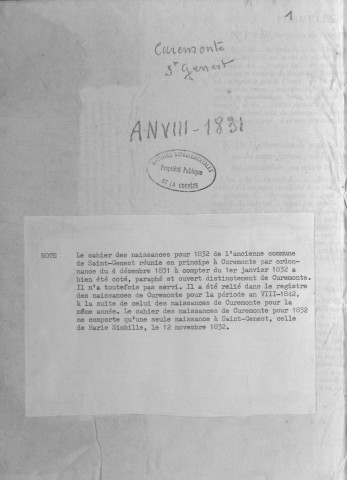 1
Curemonte
St Genest
AN VIII - 1831
ARCHIVES DEPARTEMENTALES
Propriété Publique
DE LA CORREZE
NOTE Le cahier des naissances pour 1832 de l'ancienne commune
de Saint-Genest réunie en principe à Curemonte par ordon-
nance du 4 décembre 1831 à compter du 1er janvier 1832 a
bien été coté, paraphé et ouvert distinctement de Curemonte.
Il n'a toutefois pas servi. Il a été relié dans le registre
des naissances de Curemonte pour la période an VIII-1842,
à la suite de celui des naissances de Curemonte pour la
même année. Le cahier des naissances de Curemonte pour 1832
ne comporte qu'une seule naissance à Saint-Genest, celle
de Marie Simbille, le 12 novembre 1832.